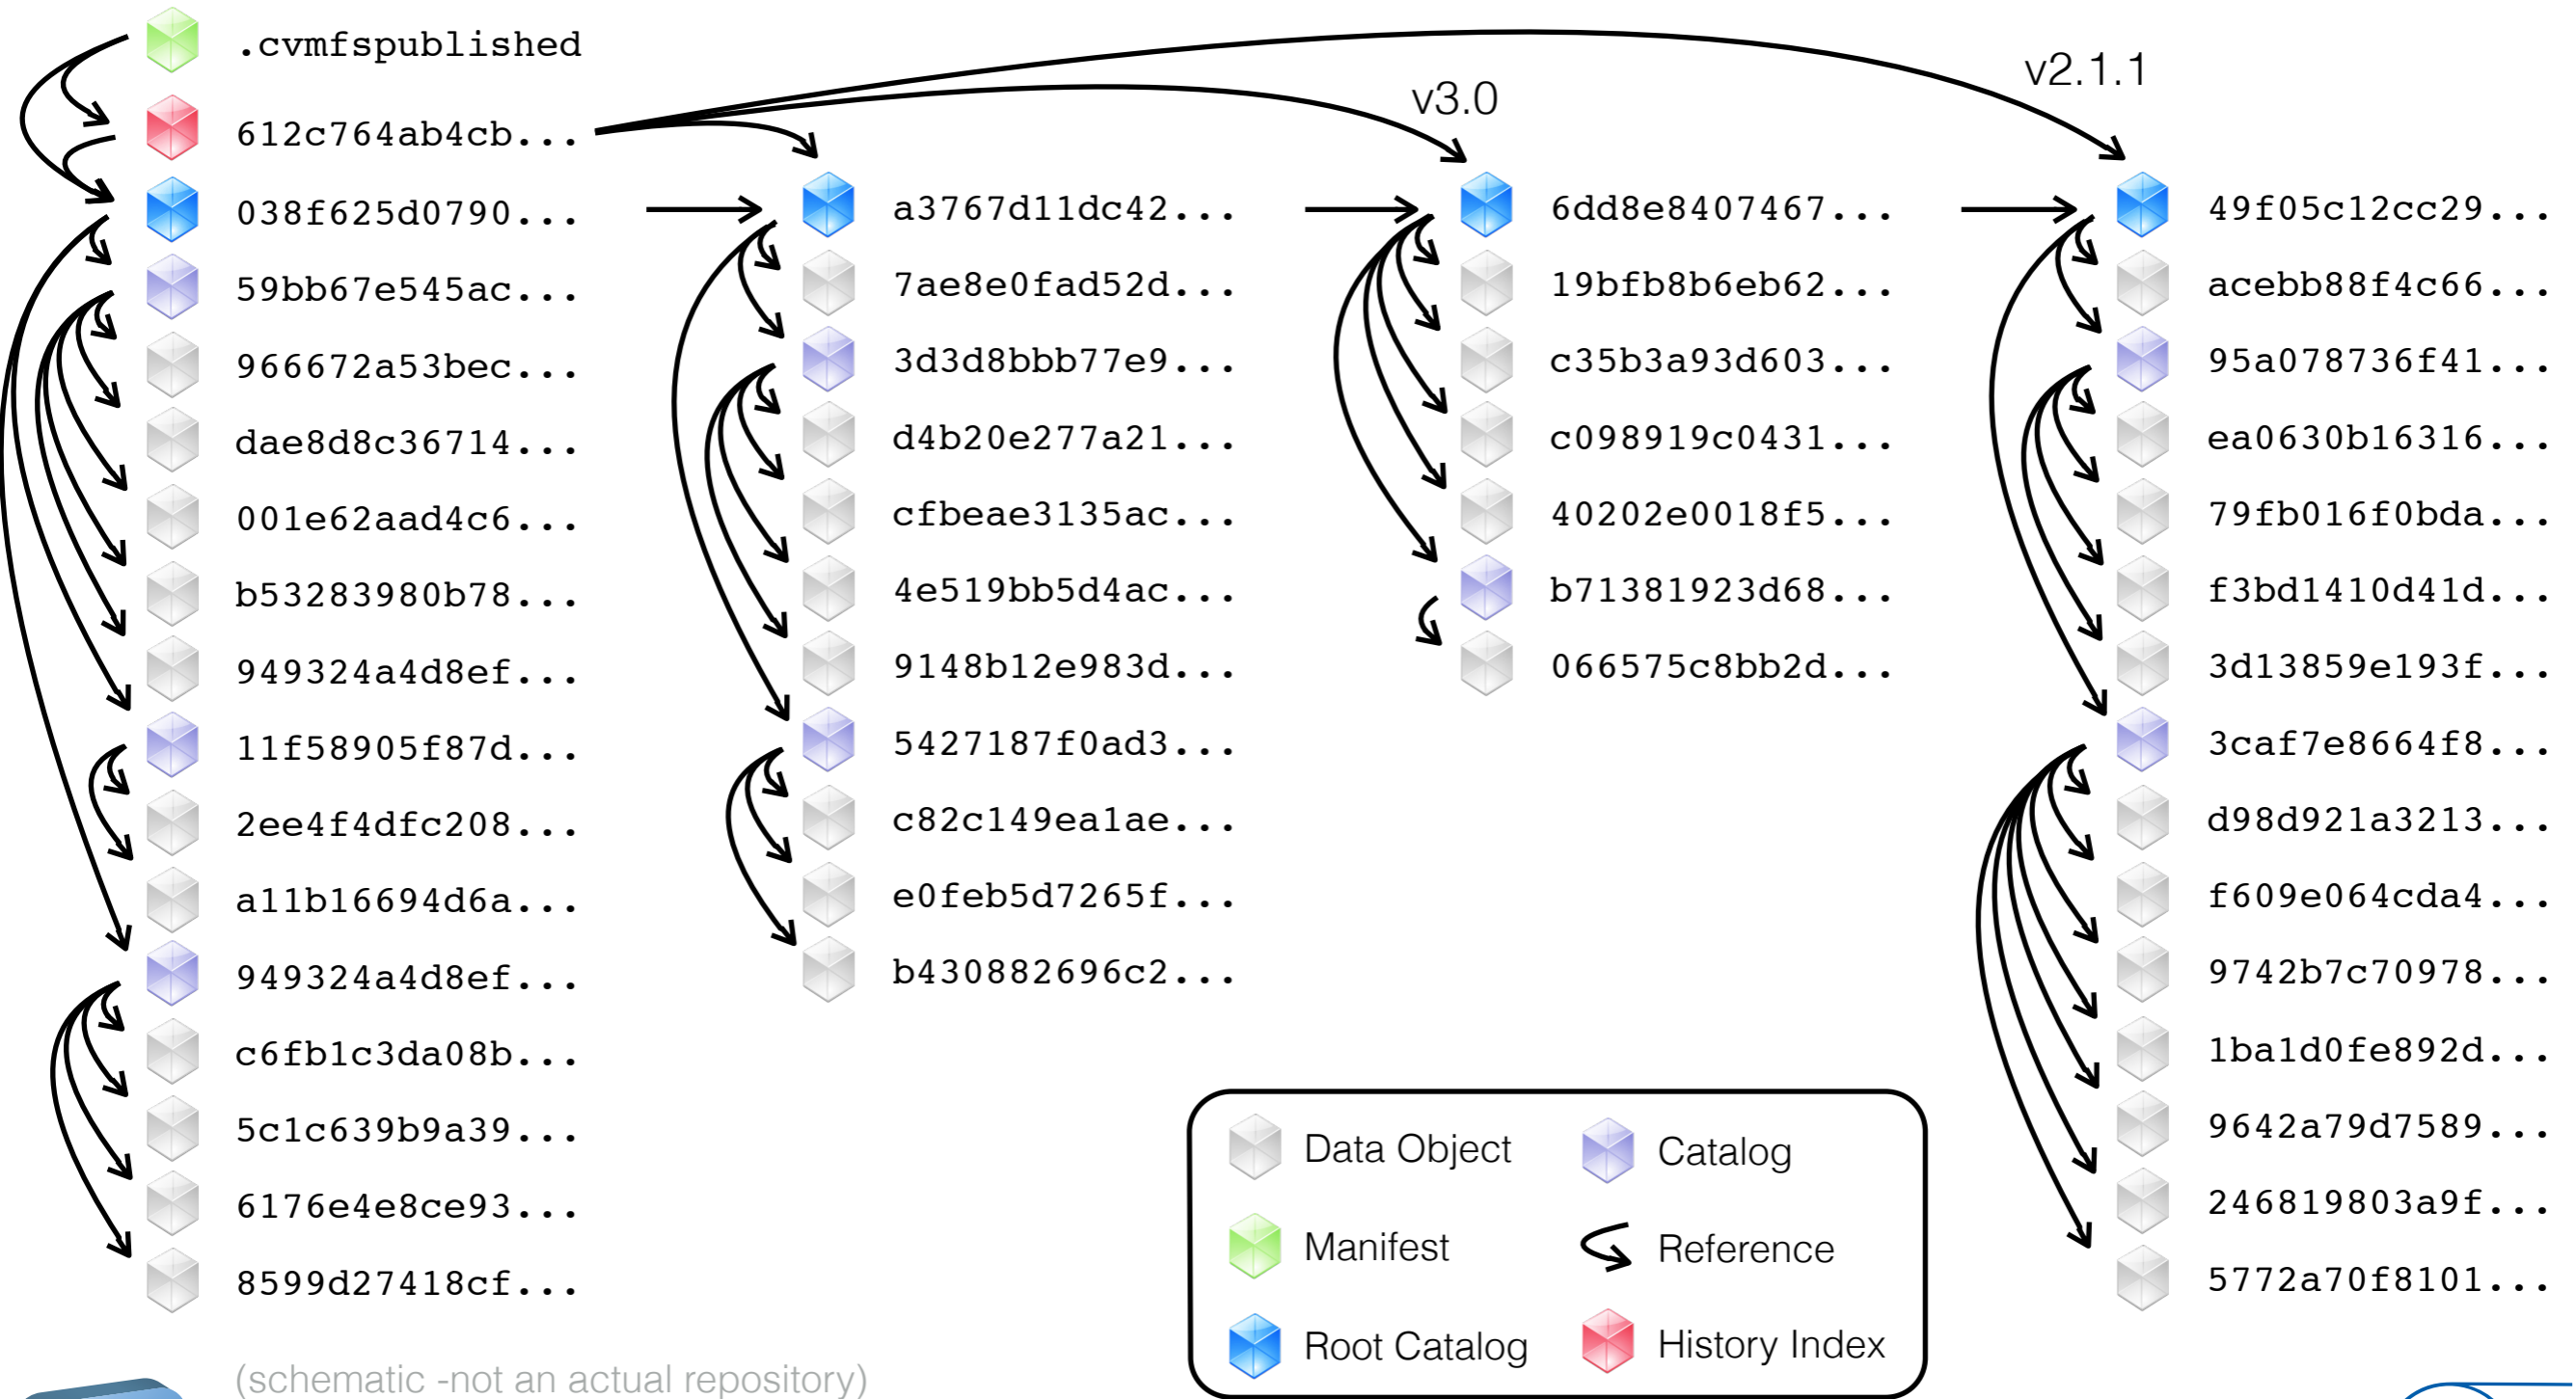 .cvmfspublished
612c764ab4cb...
038f625d0790...
59bb67e545ac...
966672a53bec...
dae8d8c36714...
001e62aad4c6...
b53283980b78...
949324a4d8ef...
11f58905f87d...
2ee4f4dfc208...
a11b16694d6a...
949324a4d8ef...
c6fb1c3da08b...
5c1c639b9a39...
6176e4e8ce93...
8599d27418cf...
(schematic -not an actual repository)
a3767d11dc42...
7ae8e0fad52d...
3d3d8bbb77e9...
d4b20e277a21...
cfbeae3135ac...
4e519bb5d4ac...
9148b12e983d...
5427187f0ad3...
c82c149ea1ae...
e0feb5d7265f...
b430882696c2...
v3.0
6dd8e8407467...
19bfb8b6eb62...
c35b3a93d603...
c098919c0431...
40202e0018f5...
b71381923d68...
066575c8bb2d...
v2.1.1
49f05c12cc29...
acebb88f4c66...
95a078736f41...
ea0630b16316...
79fb016f0bda...
f3bd1410d41d...
3d13859e193f...
3caf7e8664f8...
d98d921a3213...
f609e064cda4...
9742b7c70978...
1ba1d0fe892d...
9642a79d7589...
246819803a9f...
5772a70f8101...
Data Object
Manifest
Root Catalog
Catalog
Reference
History Index